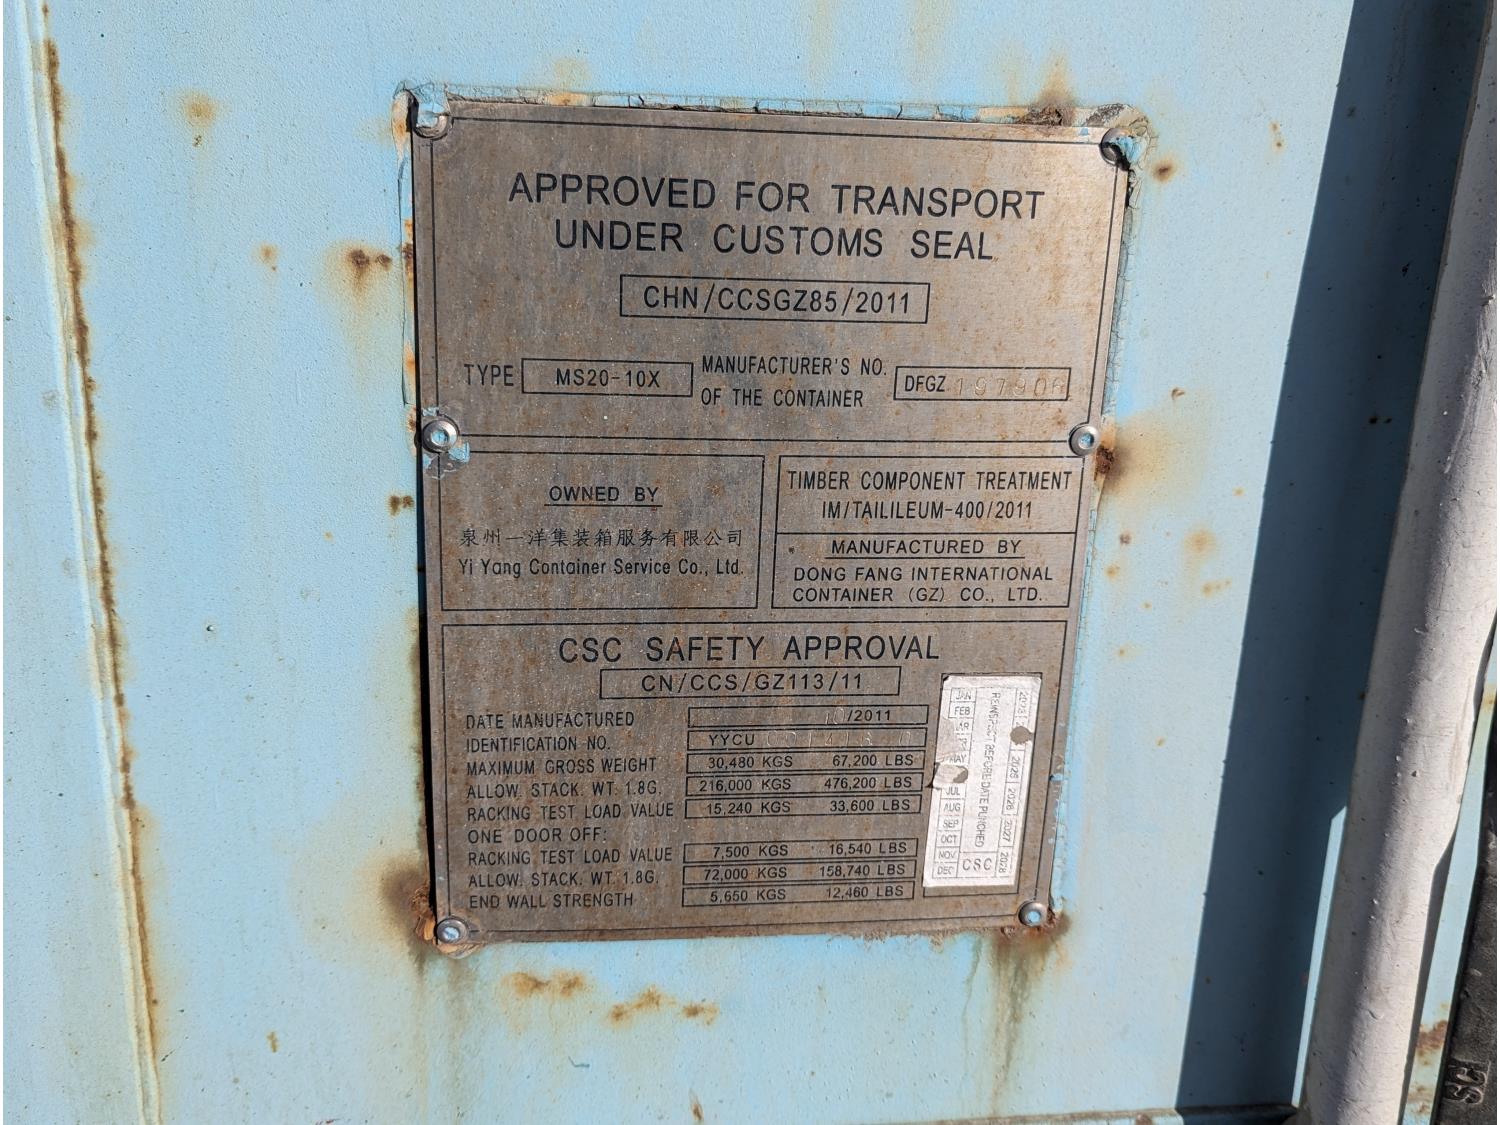 APPROVED FOR TRANSPORT
UNDER CUSTOMS SEAL
CHN/CCSGZ85/2011
TYPE MS20-10X
MANUFACTURER'S NO.
OF THE CONTAINER
DFGZ 197906
OWNED BY
泉州一洋集装箱服务有限公司
Yi Yang Container Service Co., Ltd.
TIMBER COMPONENT TREATMENT
IM/TAILILEUM-400/2011
MANUFACTURED BY
DONG FANG INTERNATIONAL
CONTAINER (GZ) CO., LTD.
CSC SAFETY APPROVAL
CN/CCS/GZ113/11
DATE MANUFACTURED 10/2011
IDENTIFICATION NO. YYCU
MAXIMUM GROSS WEIGHT 30,480 KGS 67,200 LBS
ALLOW. STACK. WT. 1.8G. 216,000 KGS 476,200 LBS
RACKING TEST LOAD VALUE 15,240 KGS 33,600 LBS
ONE DOOR OFF:
RACKING TEST LOAD VALUE 7,500 KGS 16,540 LBS
ALLOW. STACK. WT. 1.8G. 72,000 KGS 158,740 LBS
END WALL STRENGTH 5,650 KGS 12,460 LBS
JAN
FEB
JUL
AUG
SEP
OCT
NOV
DEC
REINSPECT BEFORE DATE PUNCHED
CSC
2027
2028
SCI